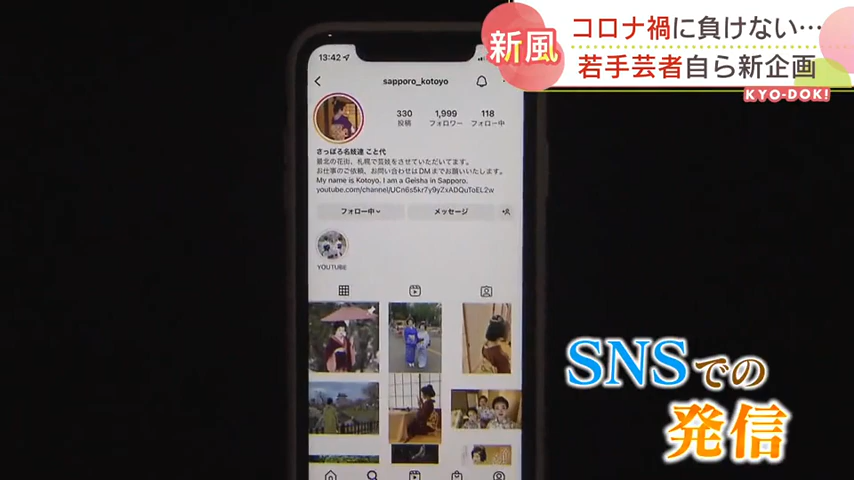 新風
コロナ禍に負けない…
若手芸者自ら新企画
KYO-DOK!
13:42
sapporo_kotoyo
330
1,999
118
投稿
フォロワー
フォロー中
さっぽろ名妓連 こと代
最北の花街、札幌で芸妓をさせていただいてます。
お仕事のご依頼、お問い合わせはDMまでお願いいたします。
My name is Kotoyo. I am a Geisha in Sapporo.
youtube.com/channel/UCn6s5kr7y9yZxADQuToEL2w
フォロー中
メッセージ
YOUTUBE
SNSでの
発信